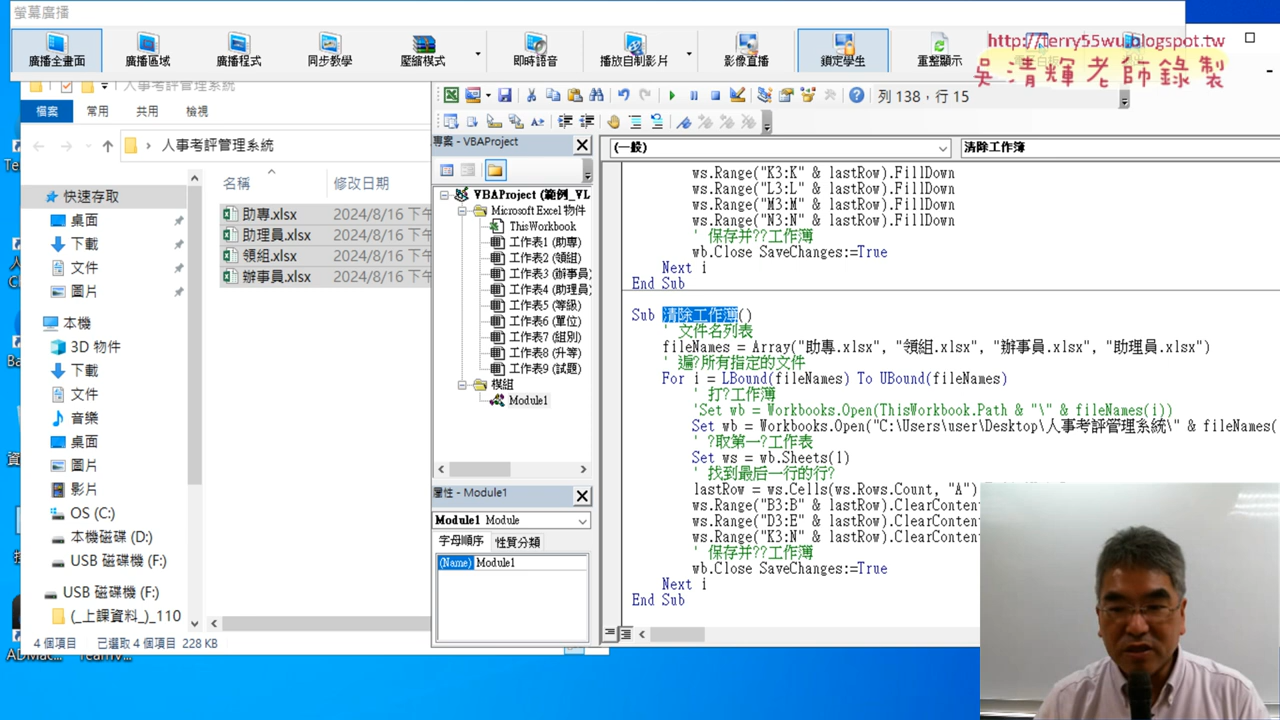 螢幕廣播
廣播全畫面 廣播區域 廣播程式 同步教學 壓縮模式 即時語音 播放自制影片 影像直播 鎖定學生 重整顯示
http://terry55wu.blogspot.tw
吳清輝老師錄製
人事考評管理系統
檔案 常用 共用 檢視
人事考評管理系統
名稱 修改日期
快速存取
桌面
下載
文件
圖片
本機
3D 物件
下載
文件
音樂
桌面
圖片
影片
OS (C:)
本機磁碟 (D:)
USB 磁碟機 (F:)
USB 磁碟機 (F:)
(_上課資料_)_110
助專.xlsx 2024/8/16 下午
助理員.xlsx 2024/8/16 下午
領組.xlsx 2024/8/16 下午
辦事員.xlsx 2024/8/16 下午
4 個項目 已選取 4 個項目 228 KB
列 138，行 15
專案 - VBAProject
VBAProject (範例_VL
Microsoft Excel 物件
ThisWorkbook
工作表1 (助專)
工作表2 (領組)
工作表3 (辦事員)
工作表4 (助理員)
工作表5 (等級)
工作表6 (單位)
工作表7 (組別)
工作表8 (升等)
工作表9 (試題)
模組
Module1
屬性 - Module1
Module1 Module
字母順序 性質分類
(Name) Module1
(一般) 清除工作簿
ws.Range("K3:K" & lastRow).FillDown
ws.Range("L3:L" & lastRow).FillDown
ws.Range("M3:M" & lastRow).FillDown
ws.Range("N3:N" & lastRow).FillDown
' 保存并??工作簿
wb.Close SaveChanges:=True
Next i
End Sub
Sub 清除工作簿()
' 文件名列表
fileNames = Array("助專.xlsx", "領組.xlsx", "辦事員.xlsx", "助理員.xlsx")
' 遍?所有指定的文件
For i = LBound(fileNames) To UBound(fileNames)
' 打?工作簿
'Set wb = Workbooks.Open(ThisWorkbook.Path & "\" & fileNames(i))
Set wb = Workbooks.Open("C:\Users\user\Desktop\人事考評管理系統\" & fileNames(
' ?取第一?工作表
Set ws = wb.Sheets(1)
' 找到最后一行的行?
lastRow = ws.Cells(ws.Rows.Count, "A")
ws.Range("B3:B" & lastRow).ClearConten
ws.Range("D3:E" & lastRow).ClearConten
ws.Range("K3:N" & lastRow).ClearConten
' 保存并??工作簿
wb.Close SaveChanges:=True
Next i
End Sub